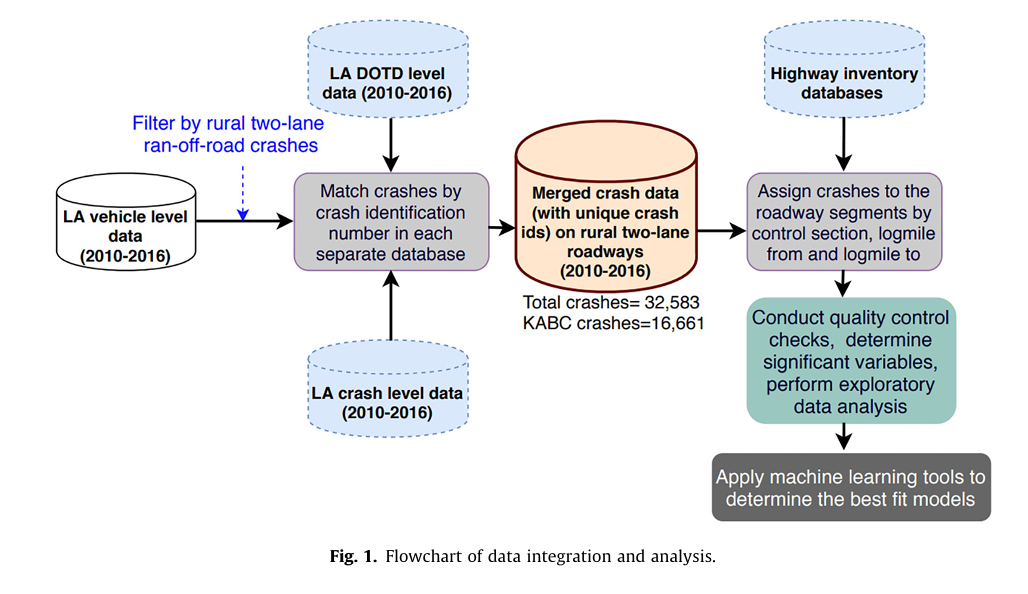 LA DOTD level
data (2010-2016)
Highway inventory
databases
Filter by rural two-lane
ran-off-road crashes
LA vehicle level
data
(2010-2016)
Match crashes by
crash identification
number in each
separate database
Merged crash data
(with unique crash
ids) on rural two-lane
roadways
(2010-2016)
Total crashes= 32,583
KABC crashes=16,661
Assign crashes to the
roadway segments by
control section, logmile
from and logmile to
LA crash level data
(2010-2016)
Conduct quality control
checks, determine
significant variables,
perform exploratory
data analysis
Apply machine learning tools to
determine the best fit models
Fig. 1. Flowchart of data integration and analysis.